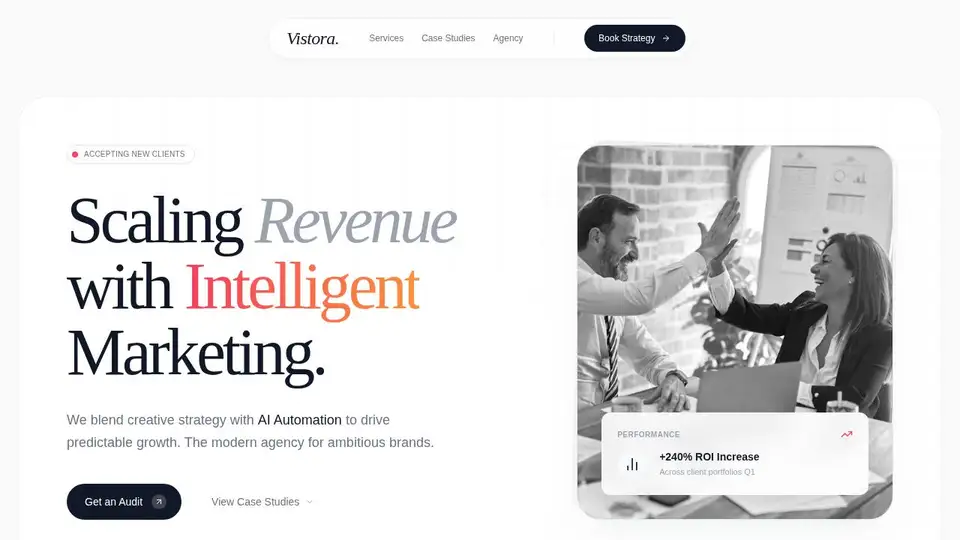 Vistora.
Services
Case Studies
Agency
Book Strategy
ACCEPTING NEW CLIENTS
Scaling Revenue
with Intelligent
Marketing.
We blend creative strategy with AI Automation to drive
predictable growth. The modern agency for ambitious brands.
Get an Audit
View Case Studies
PERFORMANCE
+240% ROI Increase
Across client portfolios Q1